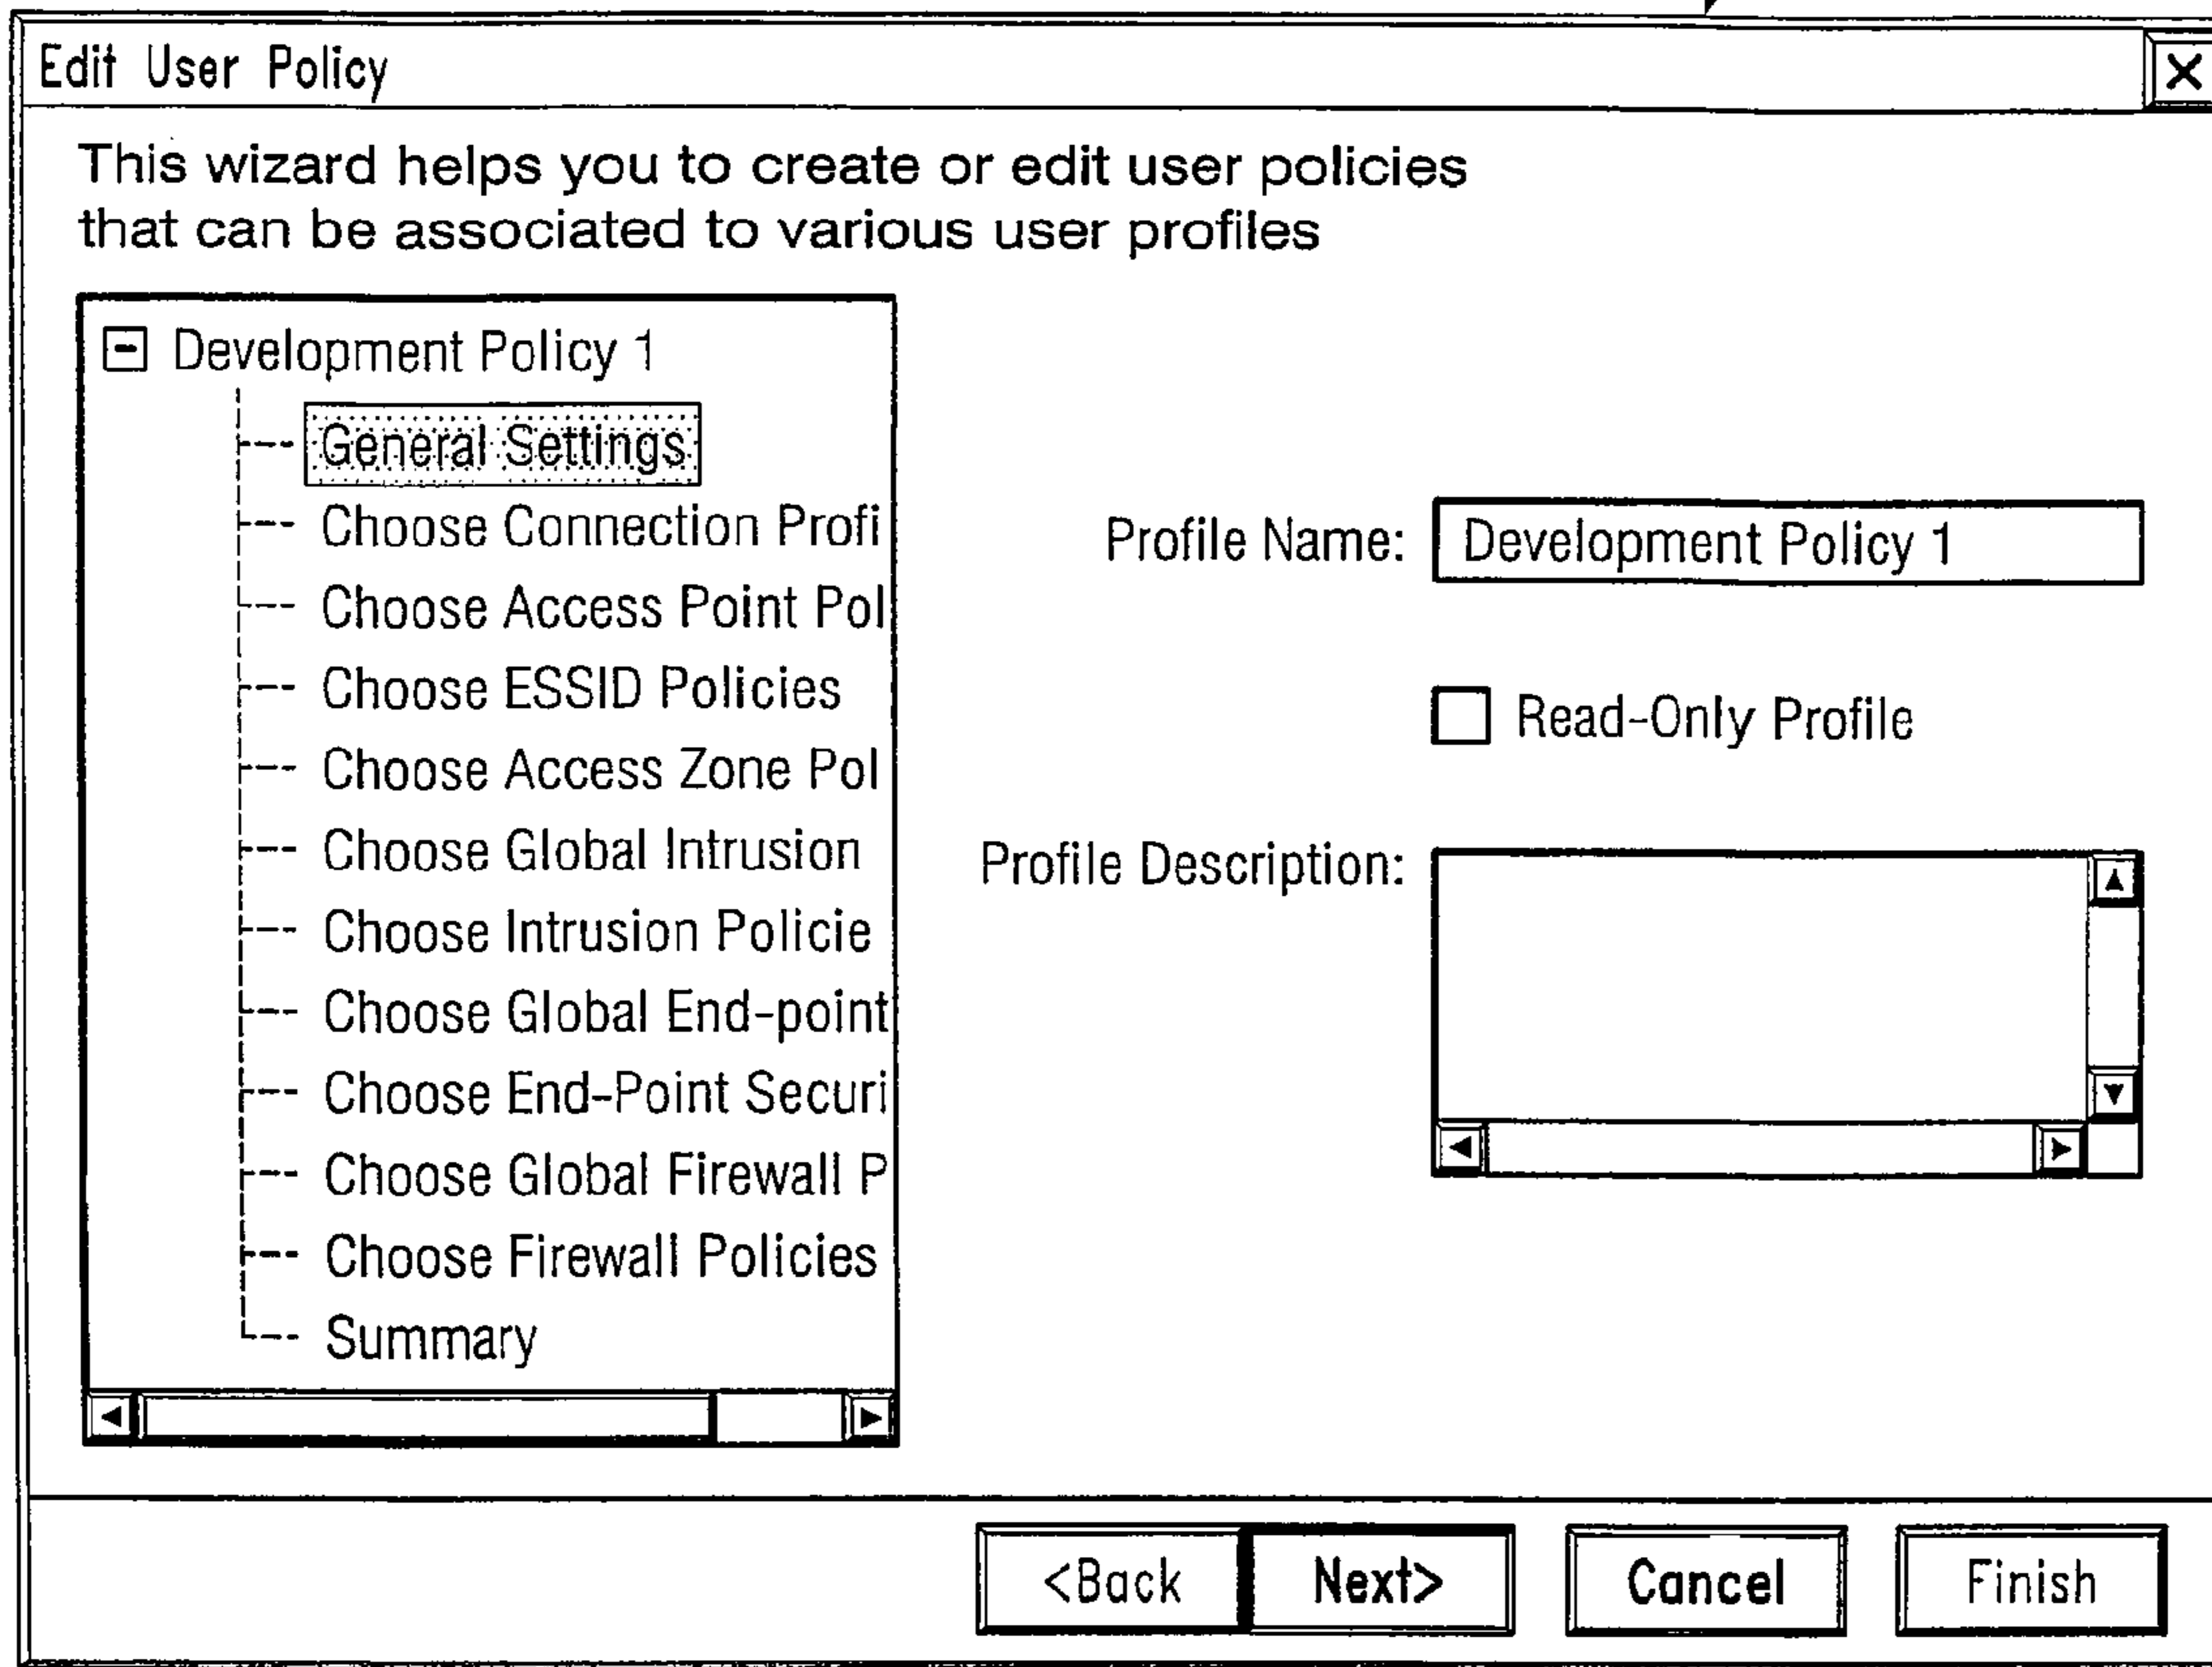 Edit User Policy
This wizard helps you to create or edit user policies
that can be associated to various user profiles
Development Policy 1
General Settings
Choose Connection Profi
Choose Access Point Pol
Choose ESSID Policies
Choose Access Zone Pol
Choose Global Intrusion
Choose Intrusion Policie
Choose Global End-point
Choose End-Point Securi
Choose Global Firewall P
Choose Firewall Policies
Summary
Profile Name: Development Policy 1
Read-Only Profile
Profile Description:
<Back Next> Cancel Finish